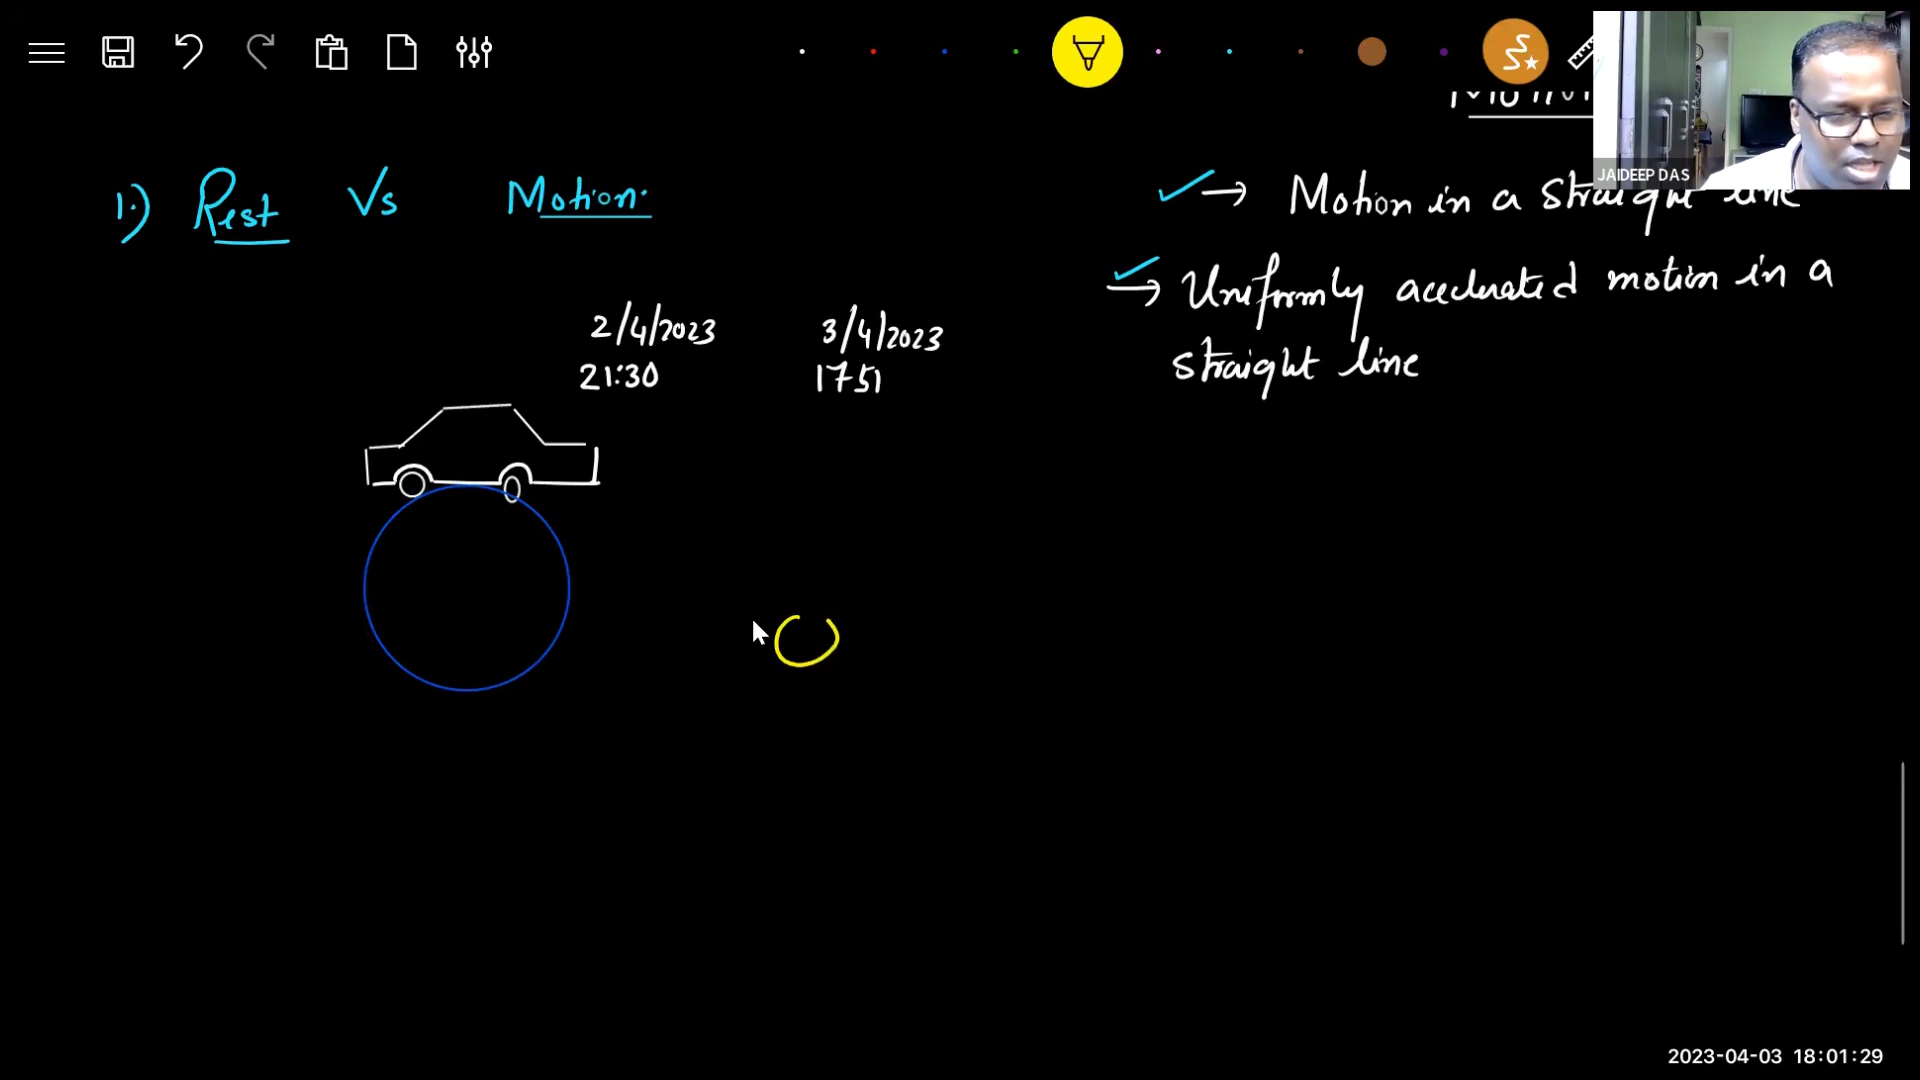 JAIDEEP DAS
1.) Rest Vs Motion.
→ Motion in a straight line
→ Uniformly accelerated motion in a
straight line
2/4/2023 3/4/2023
21:30 1751
2023-04-03 18:01:29